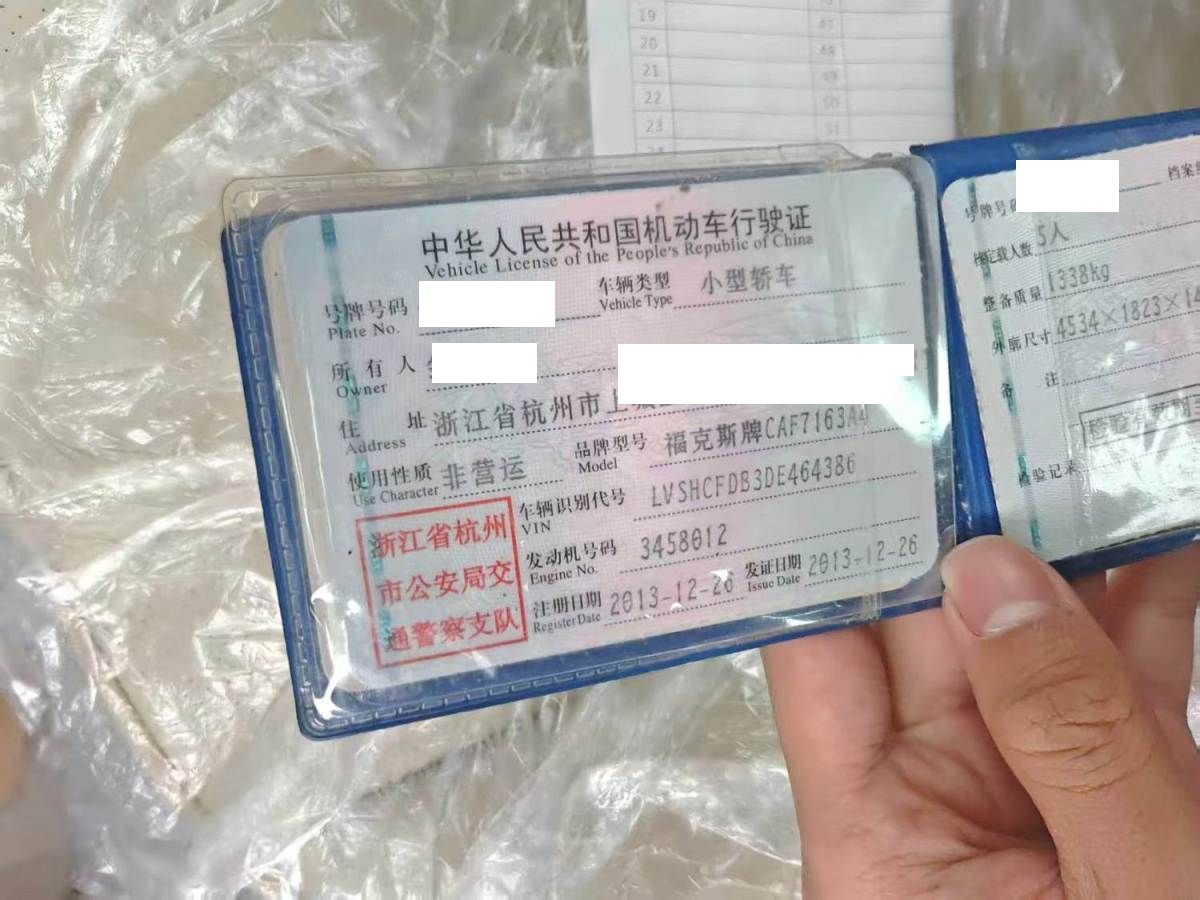 19
20
21
22
23
47
48
49
50
51
中华人民共和国机动车行驶证
Vehicle License of the People's Republic of China
号牌号码
Plate No.
车辆类型 小型轿车
Vehicle Type
所有人
Owner
住址 浙江省杭州市上城
Address
使用性质 非营运
Use Character
品牌型号 福克斯牌CAF7163A4
Model
车辆识别代号 LVSHCFDB3DE464386
VIN
发动机号码 3458012
Engine No.
注册日期 2013-12-26
Register Date
发证日期 2013-12-26
Issue Date
浙江省杭州
市公安局交
通警察支队
号牌号码
档案
核定载人数 5人
整备质量 1338kg
外廓尺寸 4534×1823×1
备注
检验记录
检验有效期